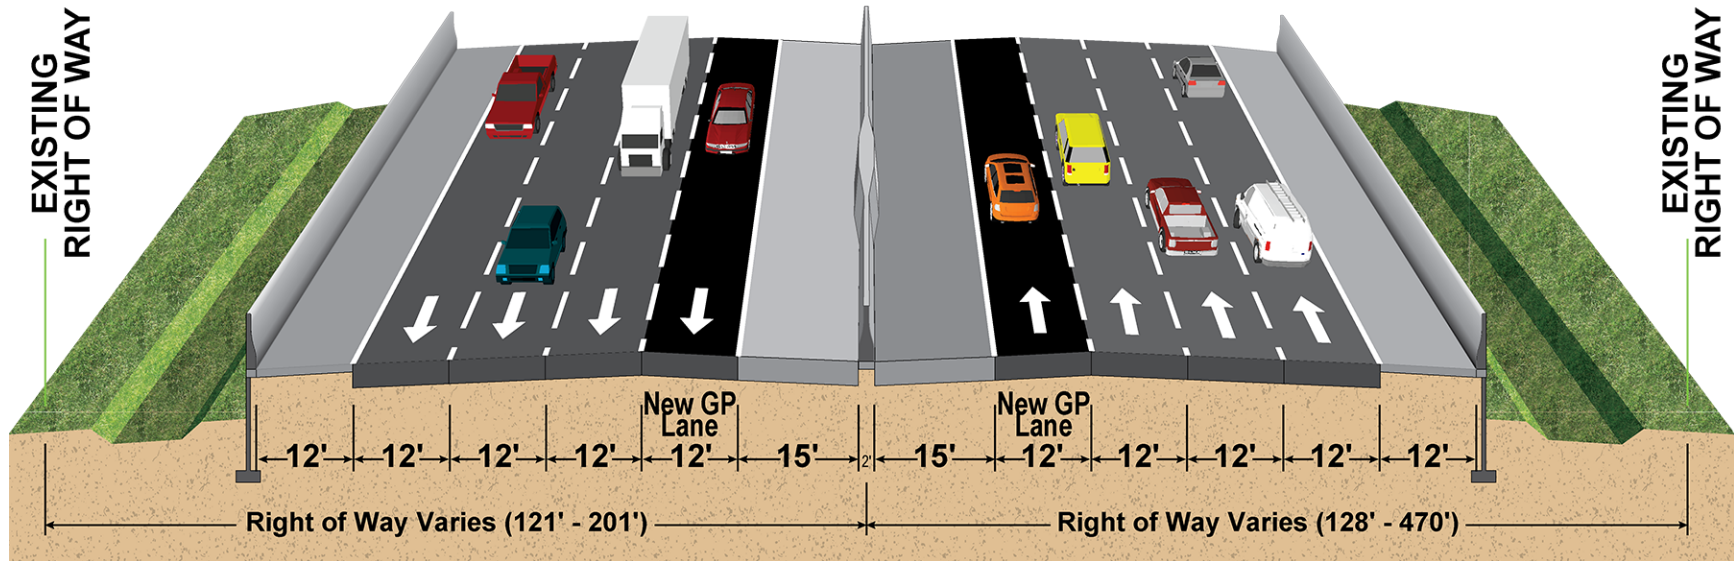 EXISTING
RIGHT OF WAY
EXISTING
RIGHT OF WAY
New GP
Lane
New GP
Lane
12' 12' 12' 12' 12' 15' 2' 15' 12' 12' 12' 12' 12'
Right of Way Varies (121' - 201')
Right of Way Varies (128' - 470')